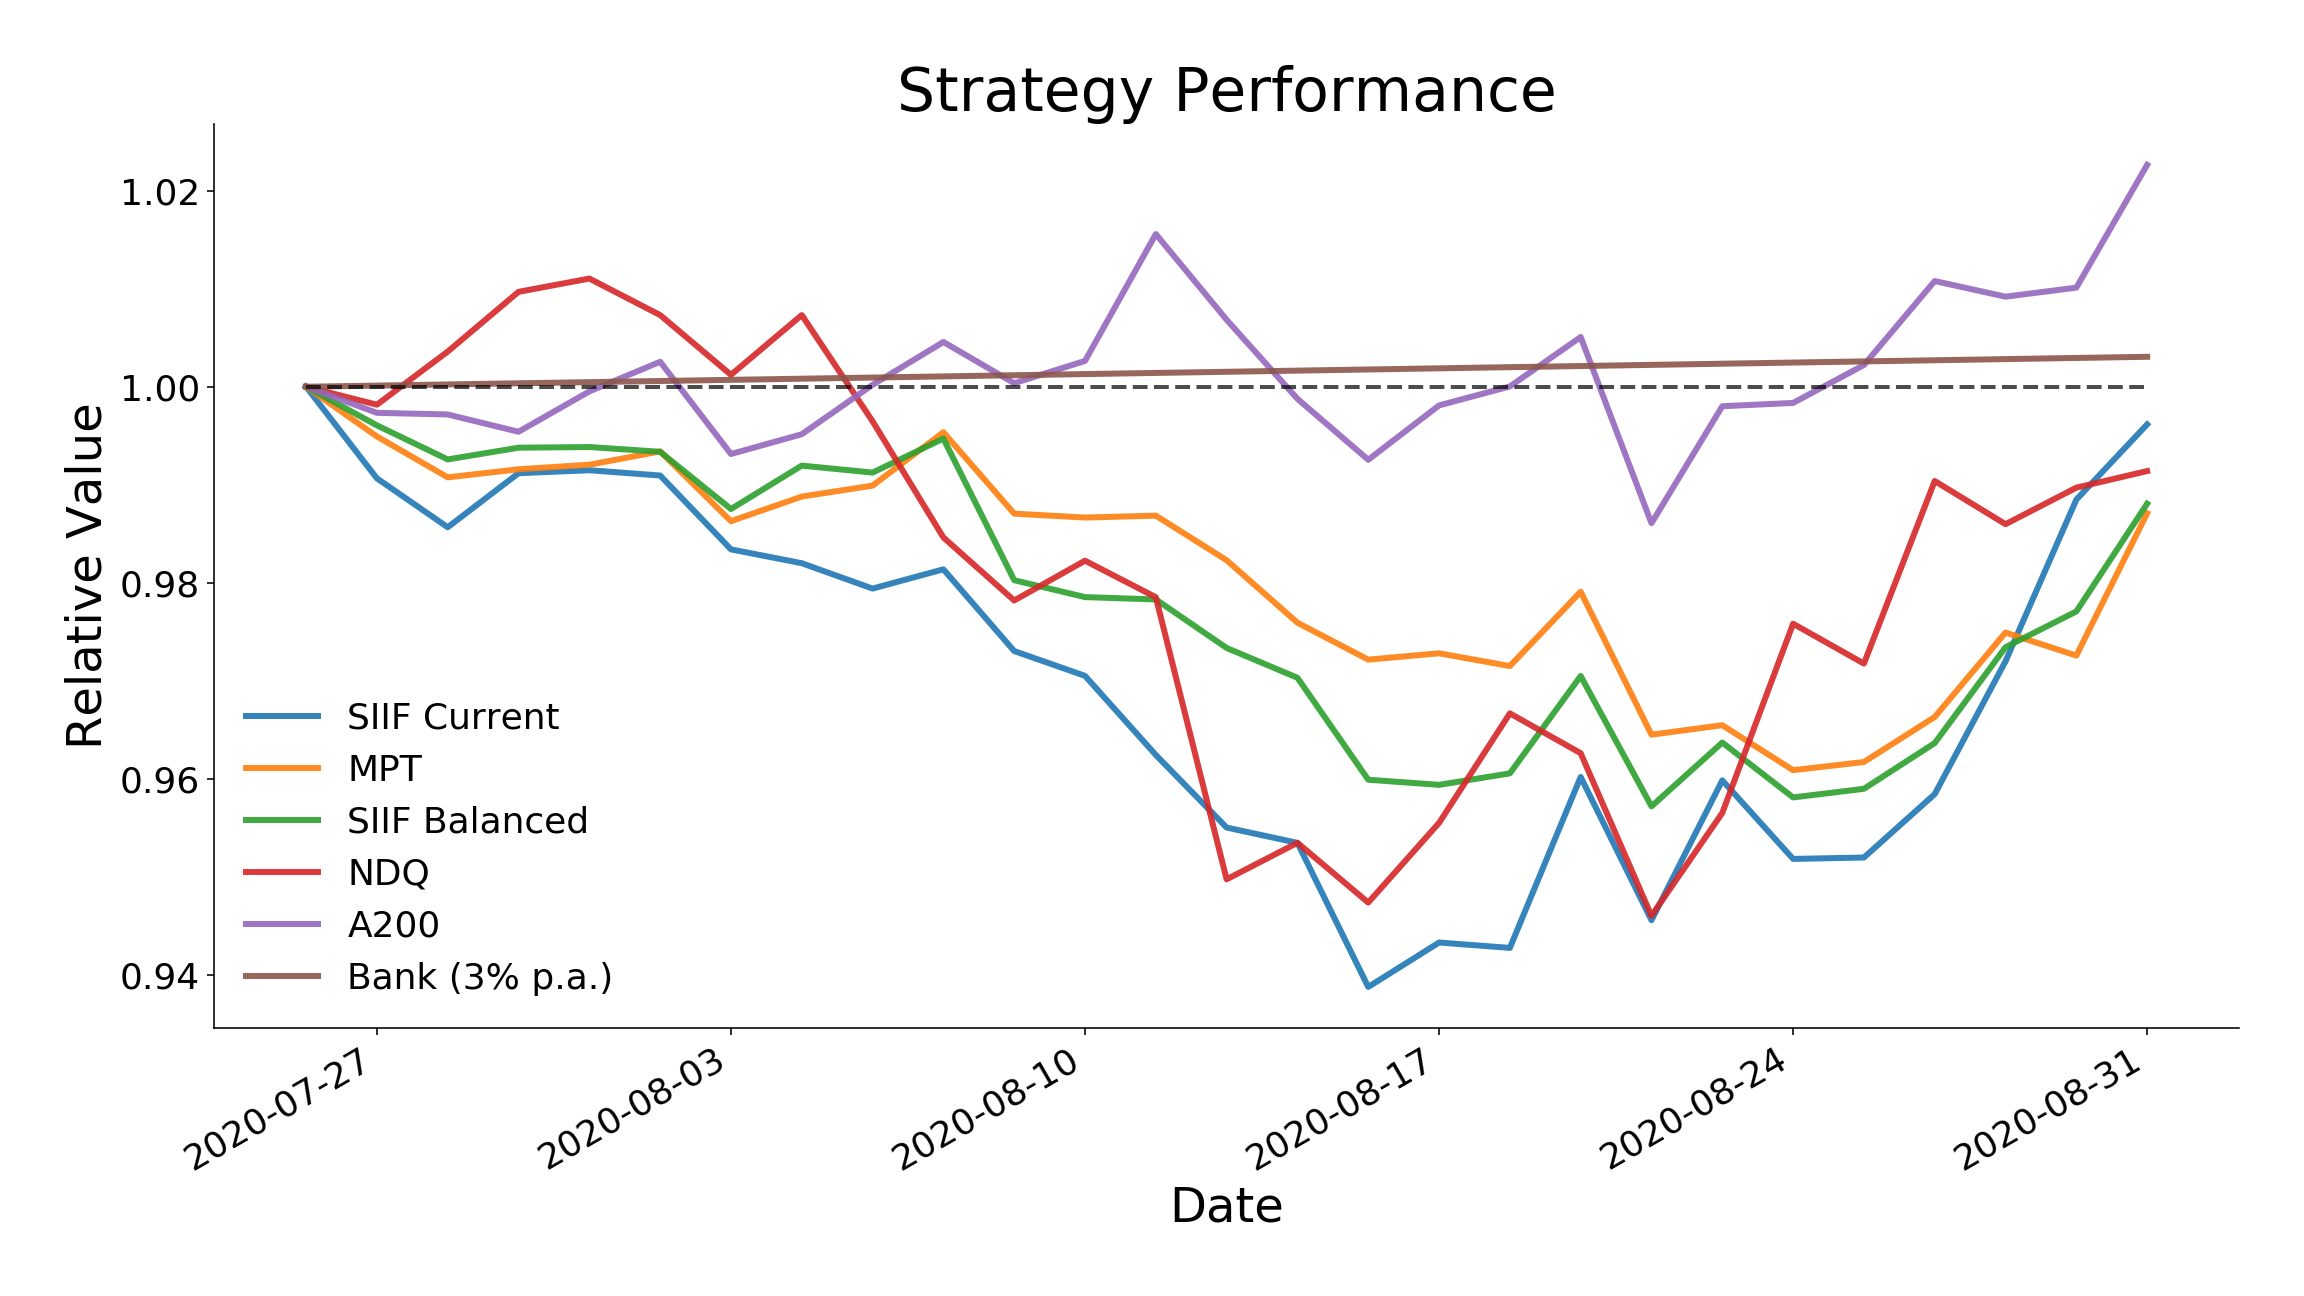 Strategy Performance
1.02
1.00
0.98
0.96
0.94
Relative Value
SIIF Current
MPT
SIIF Balanced
NDQ
A200
Bank (3% p.a.)
2020-07-27
2020-08-03
2020-08-10
2020-08-17
2020-08-24
2020-08-31
Date